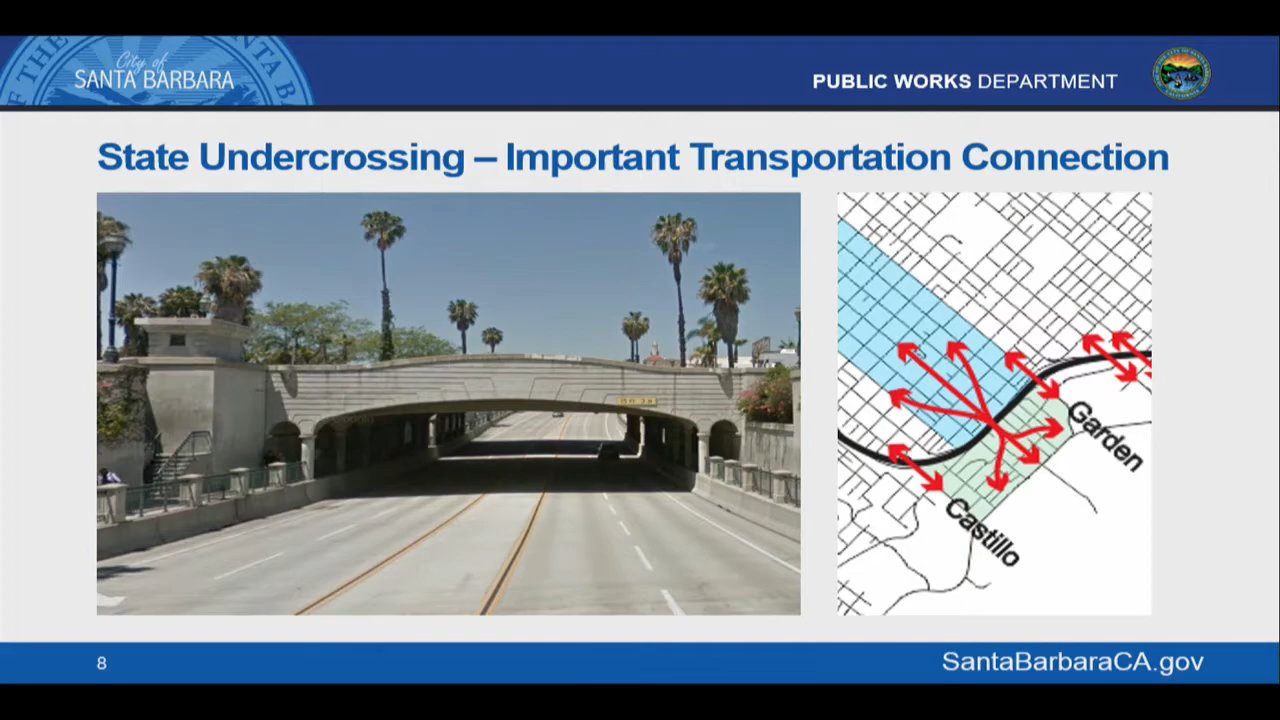 City of
SANTA BARBARA
PUBLIC WORKS DEPARTMENT
State Undercrossing – Important Transportation Connection
Garden
Castillo
8
SantaBarbaraCA.gov